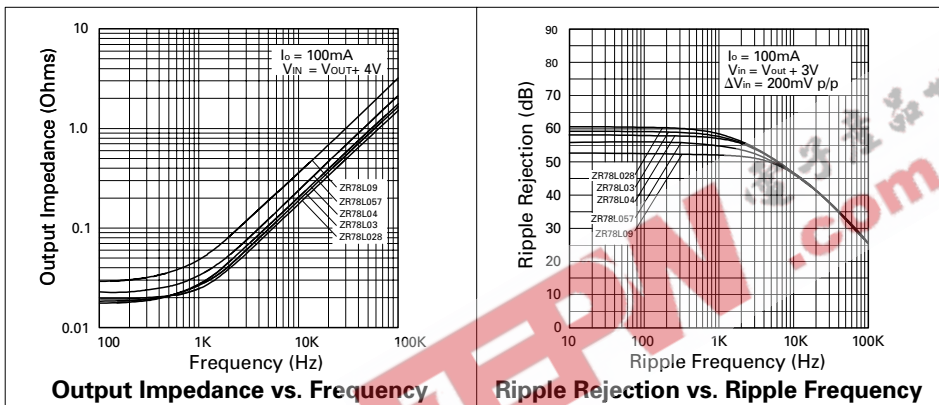 10
1.0
0.1
0.01
Output Impedance (Ohms)
Io = 100mA
VIN = VOUT+ 4V
ZR78L09
ZR78L057
ZR78L04
ZR78L03
ZR78L028
100
1K
10K
100K
Frequency (Hz)
Output Impedance vs. Frequency
90
80
70
60
50
40
30
20
10
0
Ripple Rejection (dB)
Io = 100mA
Vin = Vout + 3V
ΔVin = 200mV p/p
ZR78L028
ZR78L03
ZR78L04
ZR78L057
ZR78L09
10
100
1K
10K
100K
Ripple Frequency (Hz)
Ripple Rejection vs. Ripple Frequency
.com